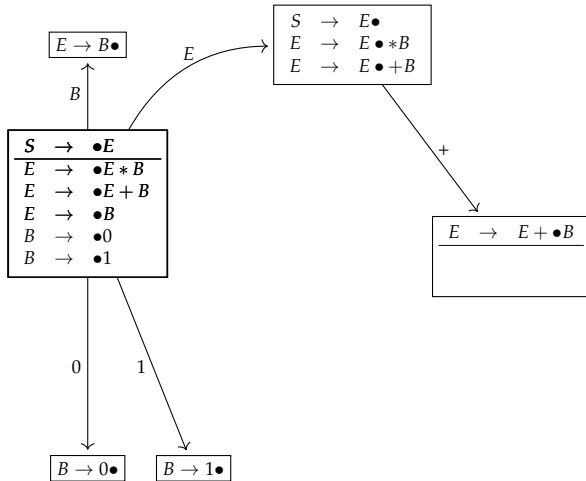 S → E●
E → E● *B
E → E● +B
E → B●
E
B
S → ●E
E → ●E * B
E → ●E + B
E → ●B
B → ●0
B → ●1
+
E → E + ●B
0
1
B → 0●
B → 1●